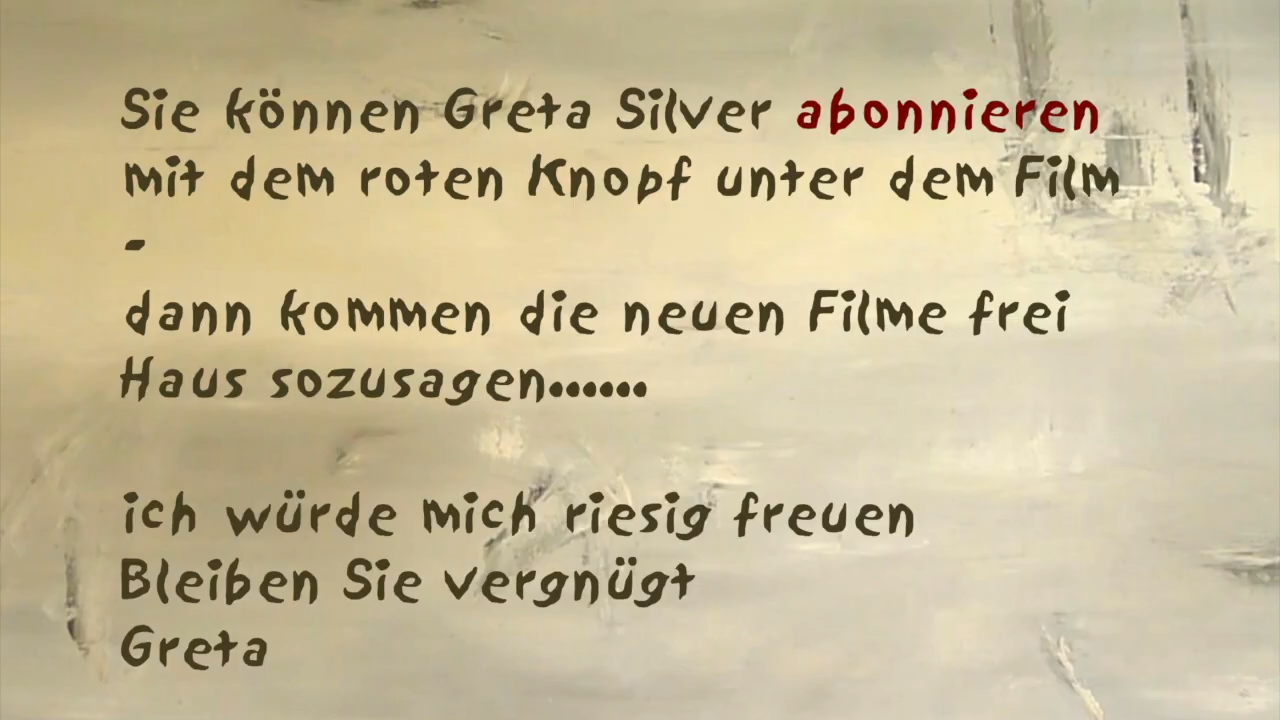 Sie können Greta Silver abonnieren
mit dem roten Knopf unter dem Film
-
dann kommen die neuen Filme frei
Haus sozusagen......
ich würde mich riesig freuen
Bleiben Sie vergnügt
Greta